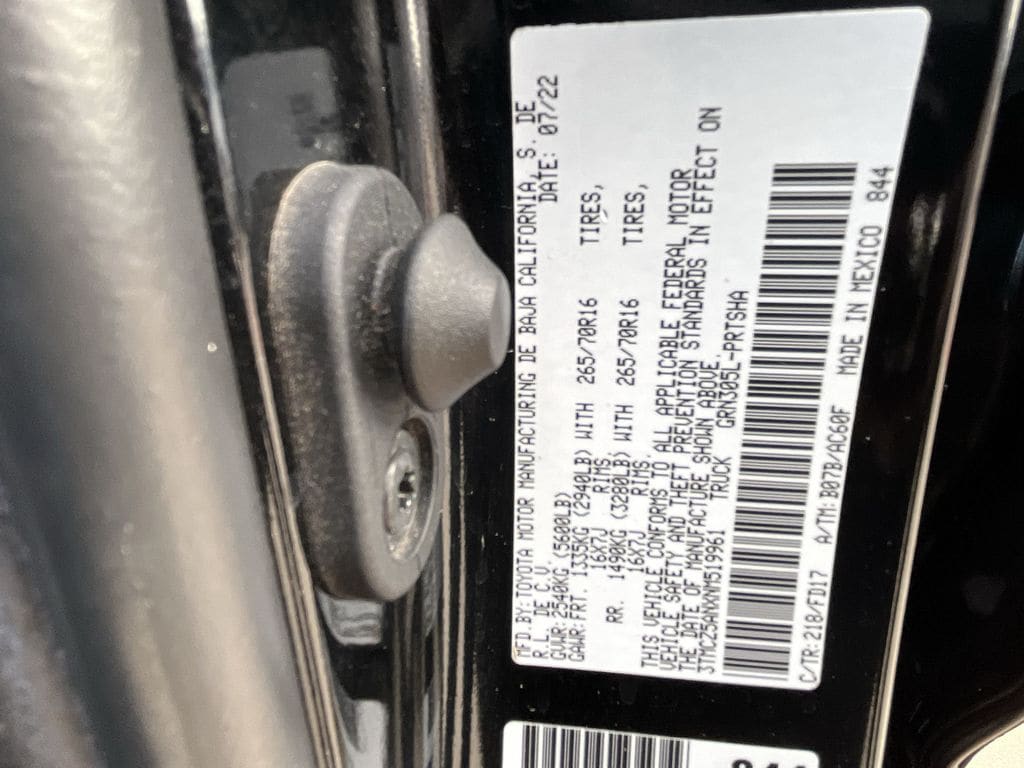 MFD.BY:TOYOTA MOTOR MANUFACTURING DE BAJA CALIFORNIA, S. DE
R.L. DE C.V. DATE: 07/22
GVWR: 2540KG (5600LB)
GAWR:FRT. 1335KG (2940LB) WITH 265/70R16 TIRES,
16X7J RIMS
RR. 1490KG (3280LB) WITH 265/70R16 TIRES,
16X7J RIMS
THIS VEHICLE CONFORMS TO ALL APPLICABLE FEDERAL MOTOR
VEHICLE SAFETY AND THEFT PREVENTION STANDARDS IN EFFECT ON
THE DATE OF MANUFACTURE SHOWN ABOVE.
3TMCZ5ANXNM519961 TRUCK GRN305L-PRTSHA
C/TR:218/FD17 A/TM:B07B/AC60F MADE IN MEXICO 844